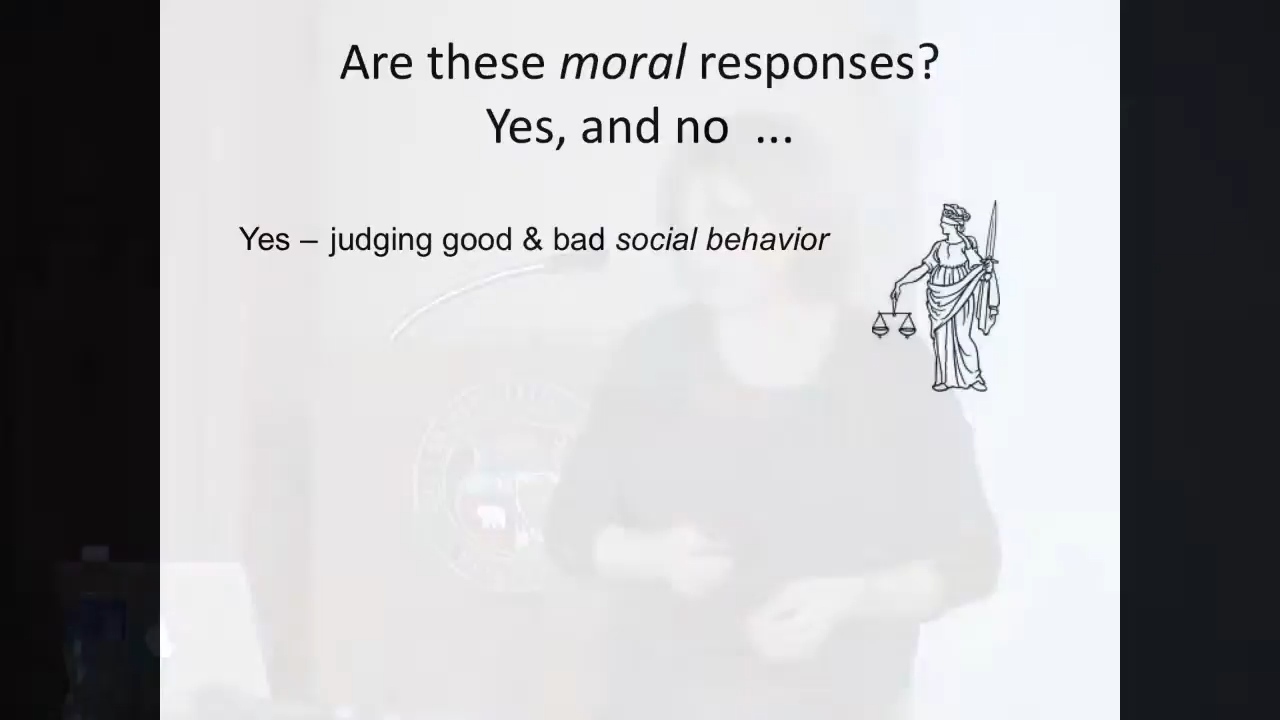 Are these moral responses?
Yes, and no ...
Yes – judging good & bad social behavior